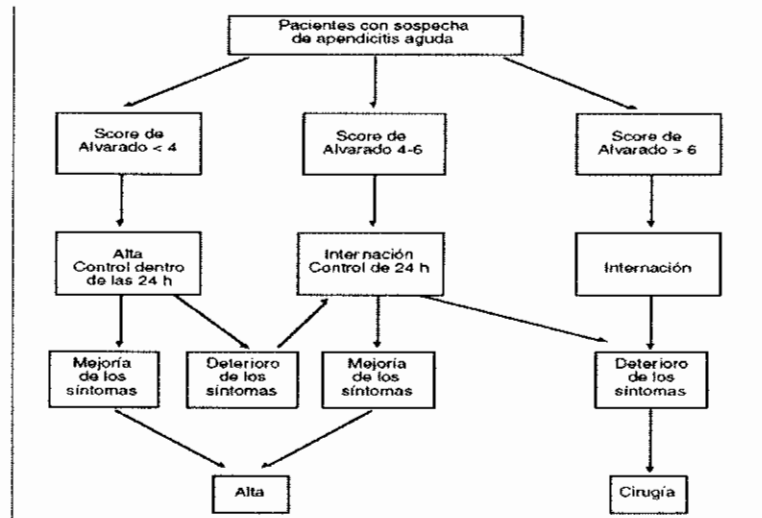 Pacientes con sospecha
de apendicitis aguda
Score de
Alvarado < 4
Score de
Alvarado 4-6
Score de
Alvarado > 6
Alta
Control dentro
de las 24 h
Internación
Control de 24 h
Internación
Mejoría
de los
síntomas
Deterioro
de los
síntomas
Mejoría
de los
síntomas
Deterioro
de los
síntomas
Alta
Cirugía